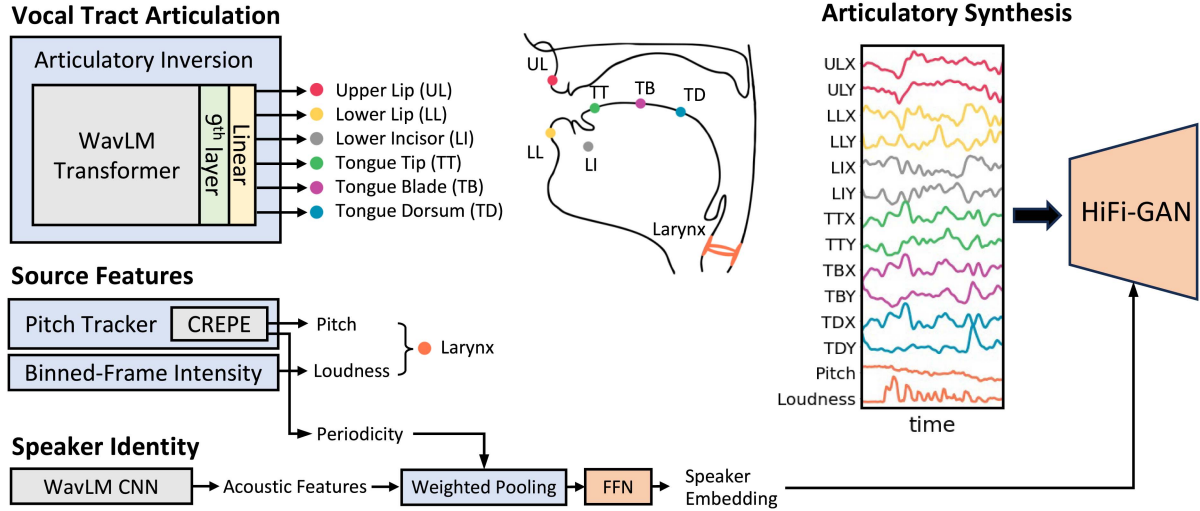 Vocal Tract Articulation
Articulatory Inversion
WavLM
Transformer
9th layer
Linear
Upper Lip (UL)
Lower Lip (LL)
Lower Incisor (LI)
Tongue Tip (TT)
Tongue Blade (TB)
Tongue Dorsum (TD)
UL
TT
TB
TD
LL
LI
Larynx
Source Features
Pitch Tracker
CREPE
Pitch
Binned-Frame Intensity
Loudness
Larynx
Periodicity
Speaker Identity
WavLM CNN
Acoustic Features
Weighted Pooling
FFN
Speaker
Embedding
Articulatory Synthesis
ULX
ULY
LLX
LLY
LIX
LIY
TTX
TTY
TBX
TBY
TDX
TDY
Pitch
Loudness
time
HiFi-GAN